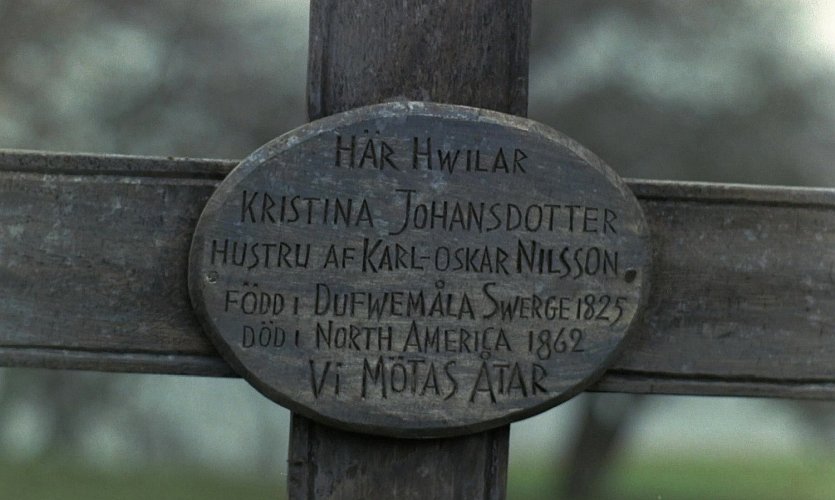 HÄR HWILAR
KRISTINA JOHANSDOTTER
HUSTRU AF KARL-OSKAR NILSSON
FÖDD I DUFWEMÅLA SWERGE 1825
DÖD I NORTH AMERICA 1862
VI MÖTAS ÅTAR